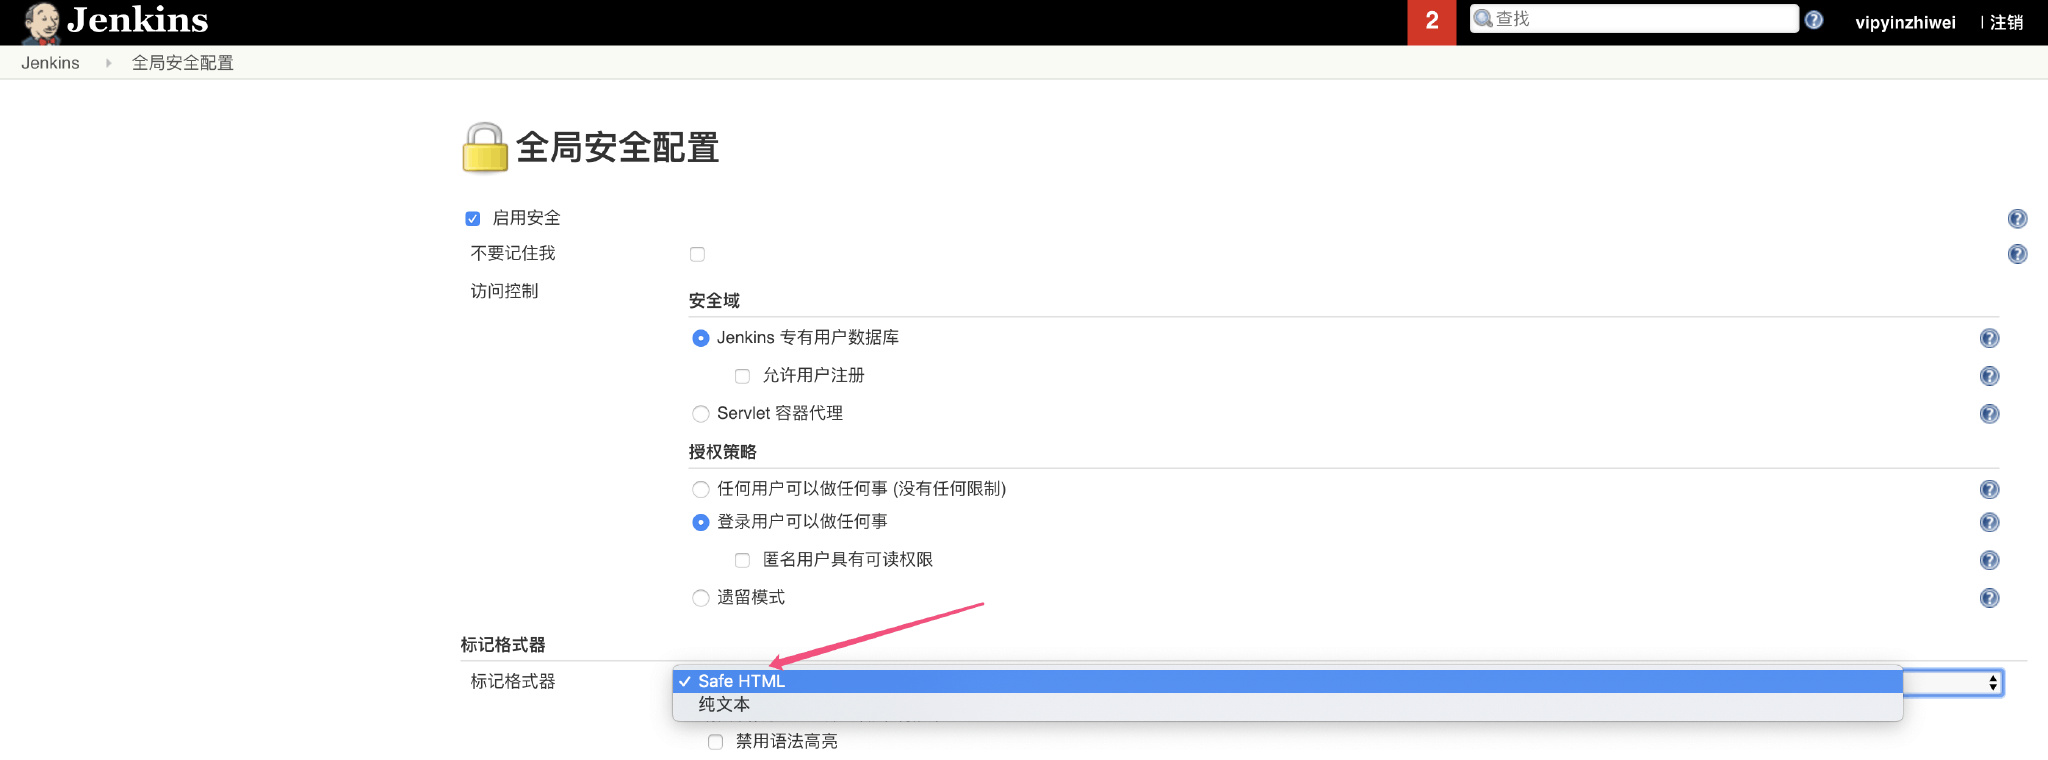 Jenkins
2
查找
vipyinzhiwei
| 注销
Jenkins
全局安全配置
全局安全配置
启用安全
不要记住我
访问控制
安全域
Jenkins 专有用户数据库
允许用户注册
Servlet 容器代理
授权策略
任何用户可以做任何事 (没有任何限制)
登录用户可以做任何事
匿名用户具有可读权限
遗留模式
标记格式器
标记格式器
Safe HTML
纯文本
禁用语法高亮